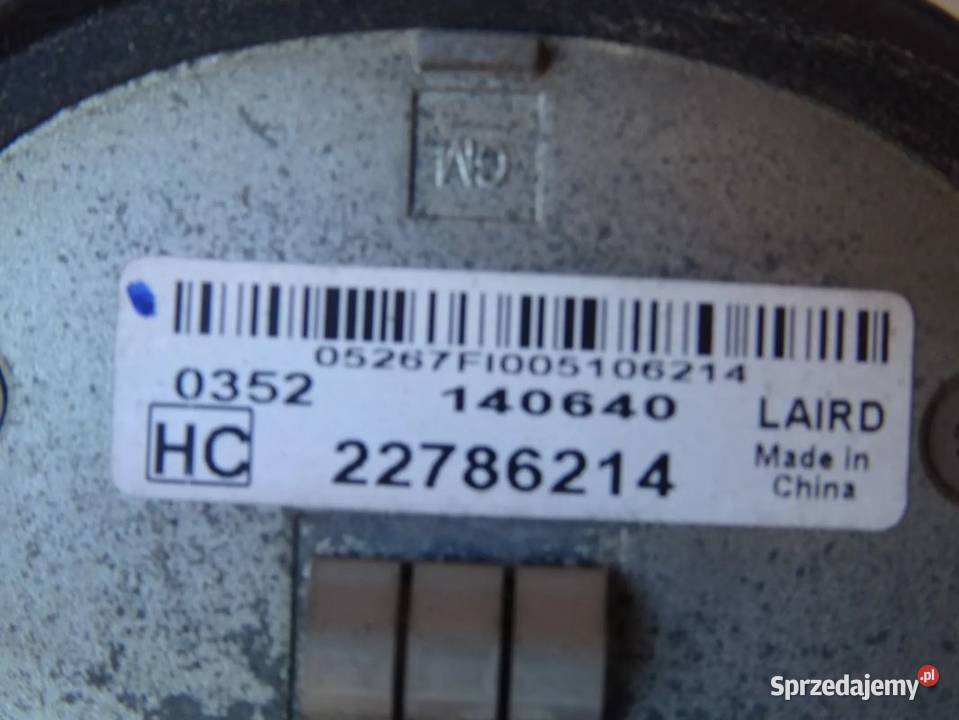 GM
05267FI005106214
0352
140640
LAIRD
HC
22786214
Made in
China
Sprzedajemy.pl